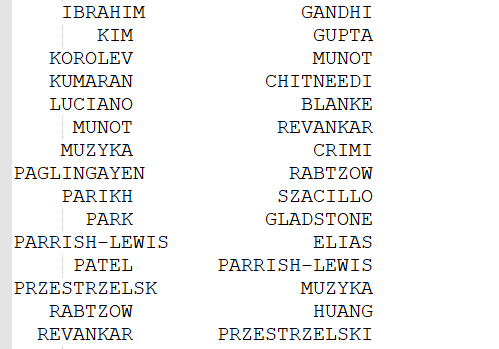 IBRAHIM GANDHI
KIM GUPTA
KOROLEV MUNOT
KUMARAN CHITNEEDI
LUCIANO BLANKE
MUNOT REVANKAR
MUZYKA CRIMI
PAGLINGAYEN RABTZOW
PARIKH SZACILLO
PARK GLADSTONE
PARRISH-LEWIS ELIAS
PATEL PARRISH-LEWIS
PRZESTRZELSK MUZYKA
RABTZOW HUANG
REVANKAR PRZESTRZELSKI